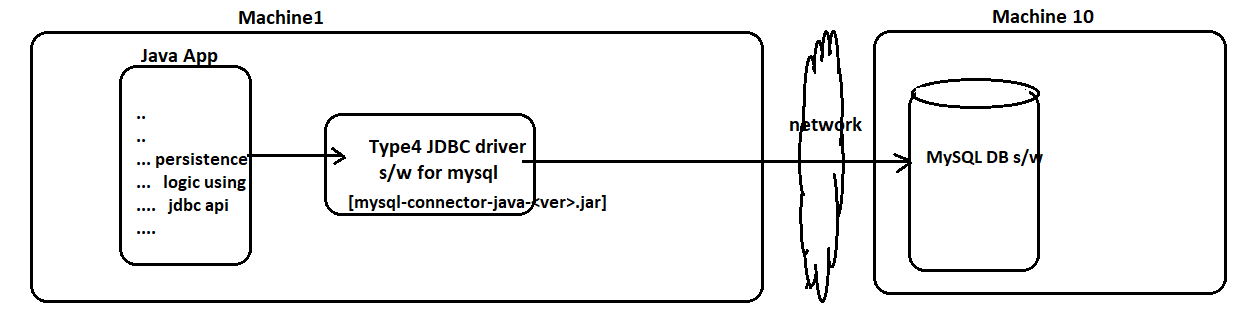 Machine1
Machine 10
Java App
..
..
... persistence
... logic using
.... jdbc api
....
Type4 JDBC driver
s/w for mysql
[mysql-connector-java-<ver>.jar]
network
MySQL DB s/w